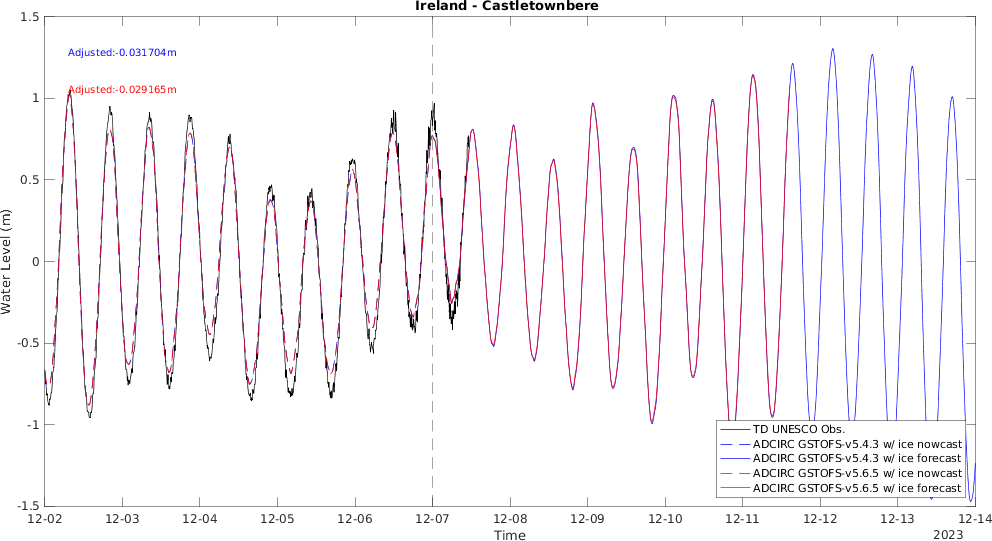 Ireland - Castletownbere
Adjusted:-0.031704m
Adjusted:-0.029165m
Water Level (m)
1.5
1
0.5
0
-0.5
-1
-1.5
TD UNESCO Obs.
ADCIRC GSTOFS-v5.4.3 w/ ice nowcast
ADCIRC GSTOFS-v5.4.3 w/ ice forecast
ADCIRC GSTOFS-v5.6.5 w/ ice nowcast
ADCIRC GSTOFS-v5.6.5 w/ ice forecast
12-02 12-03 12-04 12-05 12-06 12-07 12-08 12-09 12-10 12-11 12-12 12-13 12-14
Time
2023